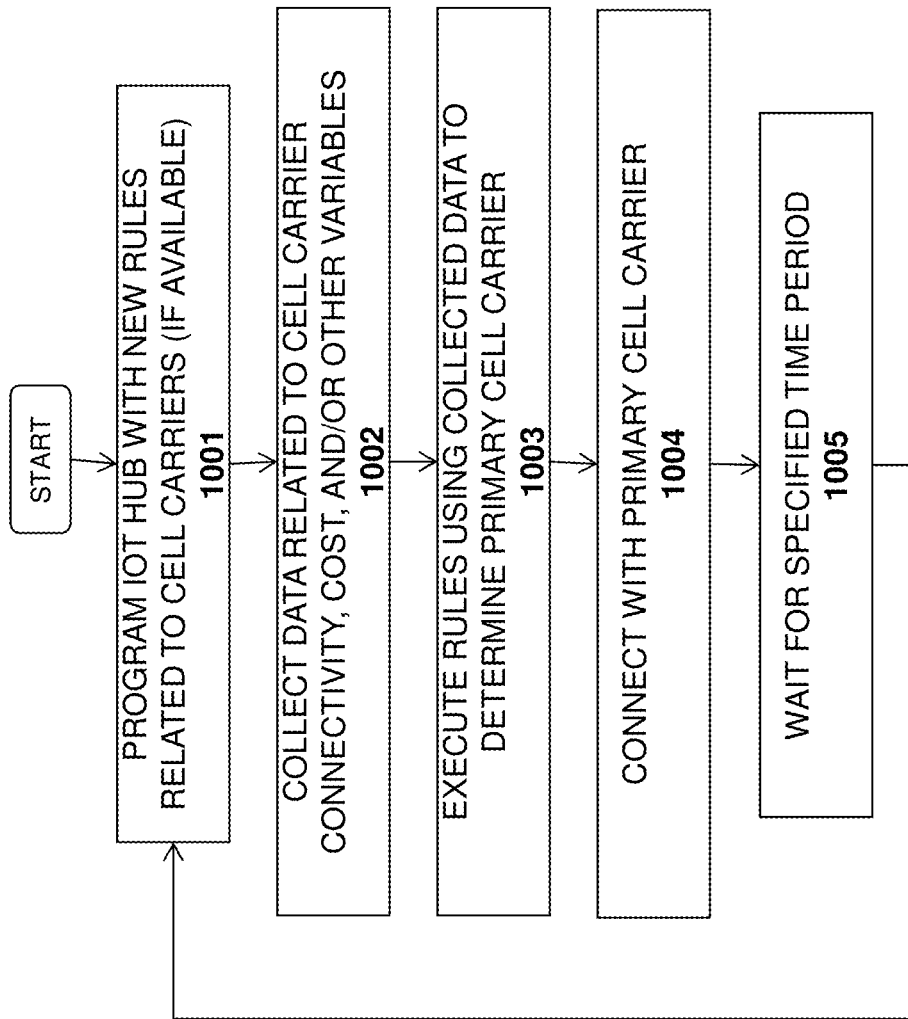 START
PROGRAM IOT HUB WITH NEW RULES
RELATED TO CELL CARRIERS (IF AVAILABLE)
1001
COLLECT DATA RELATED TO CELL CARRIER
CONNECTIVITY, COST, AND/OR OTHER VARIABLES
1002
EXECUTE RULES USING COLLECTED DATA TO
DETERMINE PRIMARY CELL CARRIER
1003
CONNECT WITH PRIMARY CELL CARRIER
1004
WAIT FOR SPECIFIED TIME PERIOD
1005